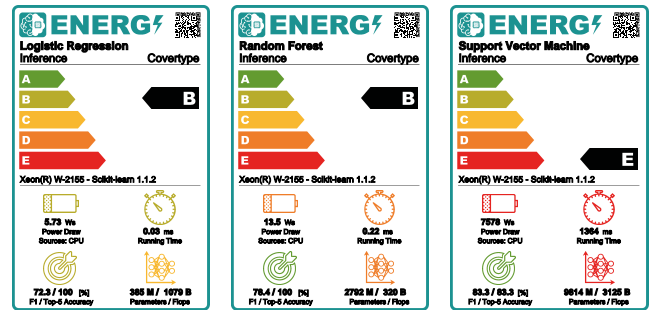 ENERG
Logistic Regression
Inference Covertype
A
B
C
D
E
B
Xeon(R) W-2155 - Scikit-learn 1.1.2
5.73 Ws
Power Draw
Sources: CPU
0.03 ms
Running Time
72.3 / 100 [%]
F1 / Top-5 Accuracy
385 M / 1079 B
Parameters / Flops
ENERG
Random Forest
Inference Covertype
A
B
C
D
E
B
Xeon(R) W-2155 - Scikit-learn 1.1.2
13.5 Ws
Power Draw
Sources: CPU
0.22 ms
Running Time
78.4 / 100 [%]
F1 / Top-5 Accuracy
2792 M / 320 B
Parameters / Flops
ENERG
Support Vector Machine
Inference Covertype
A
B
C
D
E
E
Xeon(R) W-2155 - Scikit-learn 1.1.2
7576 Ws
Power Draw
Sources: CPU
1364 ms
Running Time
83.3 / 83.3 [%]
F1 / Top-5 Accuracy
9614 M / 3125 B
Parameters / Flops